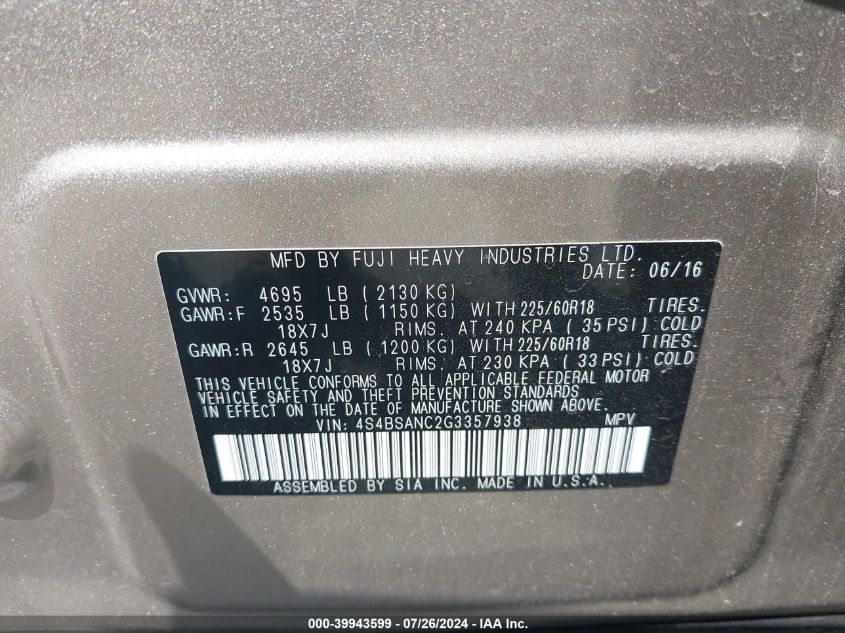 MFD BY FUJI HEAVY INDUSTRIES LTD.
DATE: 06/16
GVWR: 4695 LB ( 2130 KG)
GAWR:F 2535 LB ( 1150 KG) WITH 225/60R18 TIRES.
18X7J RIMS. AT 240 KPA ( 35 PSI) COLD
GAWR:R 2645 LB ( 1200 KG) WITH 225/60R18 TIRES.
18X7J RIMS. AT 230 KPA ( 33 PSI) COLD
THIS VEHICLE CONFORMS TO ALL APPLICABLE FEDERAL MOTOR
VEHICLE SAFETY AND THEFT PREVENTION STANDARDS
IN EFFECT ON THE DATE OF MANUFACTURE SHOWN ABOVE.
VIN: 4S4BSANC2G3357938 MPV
ASSEMBLED BY SIA INC. MADE IN U.S.A.
000-39943599 - 07/26/2024 - www.iaai.com